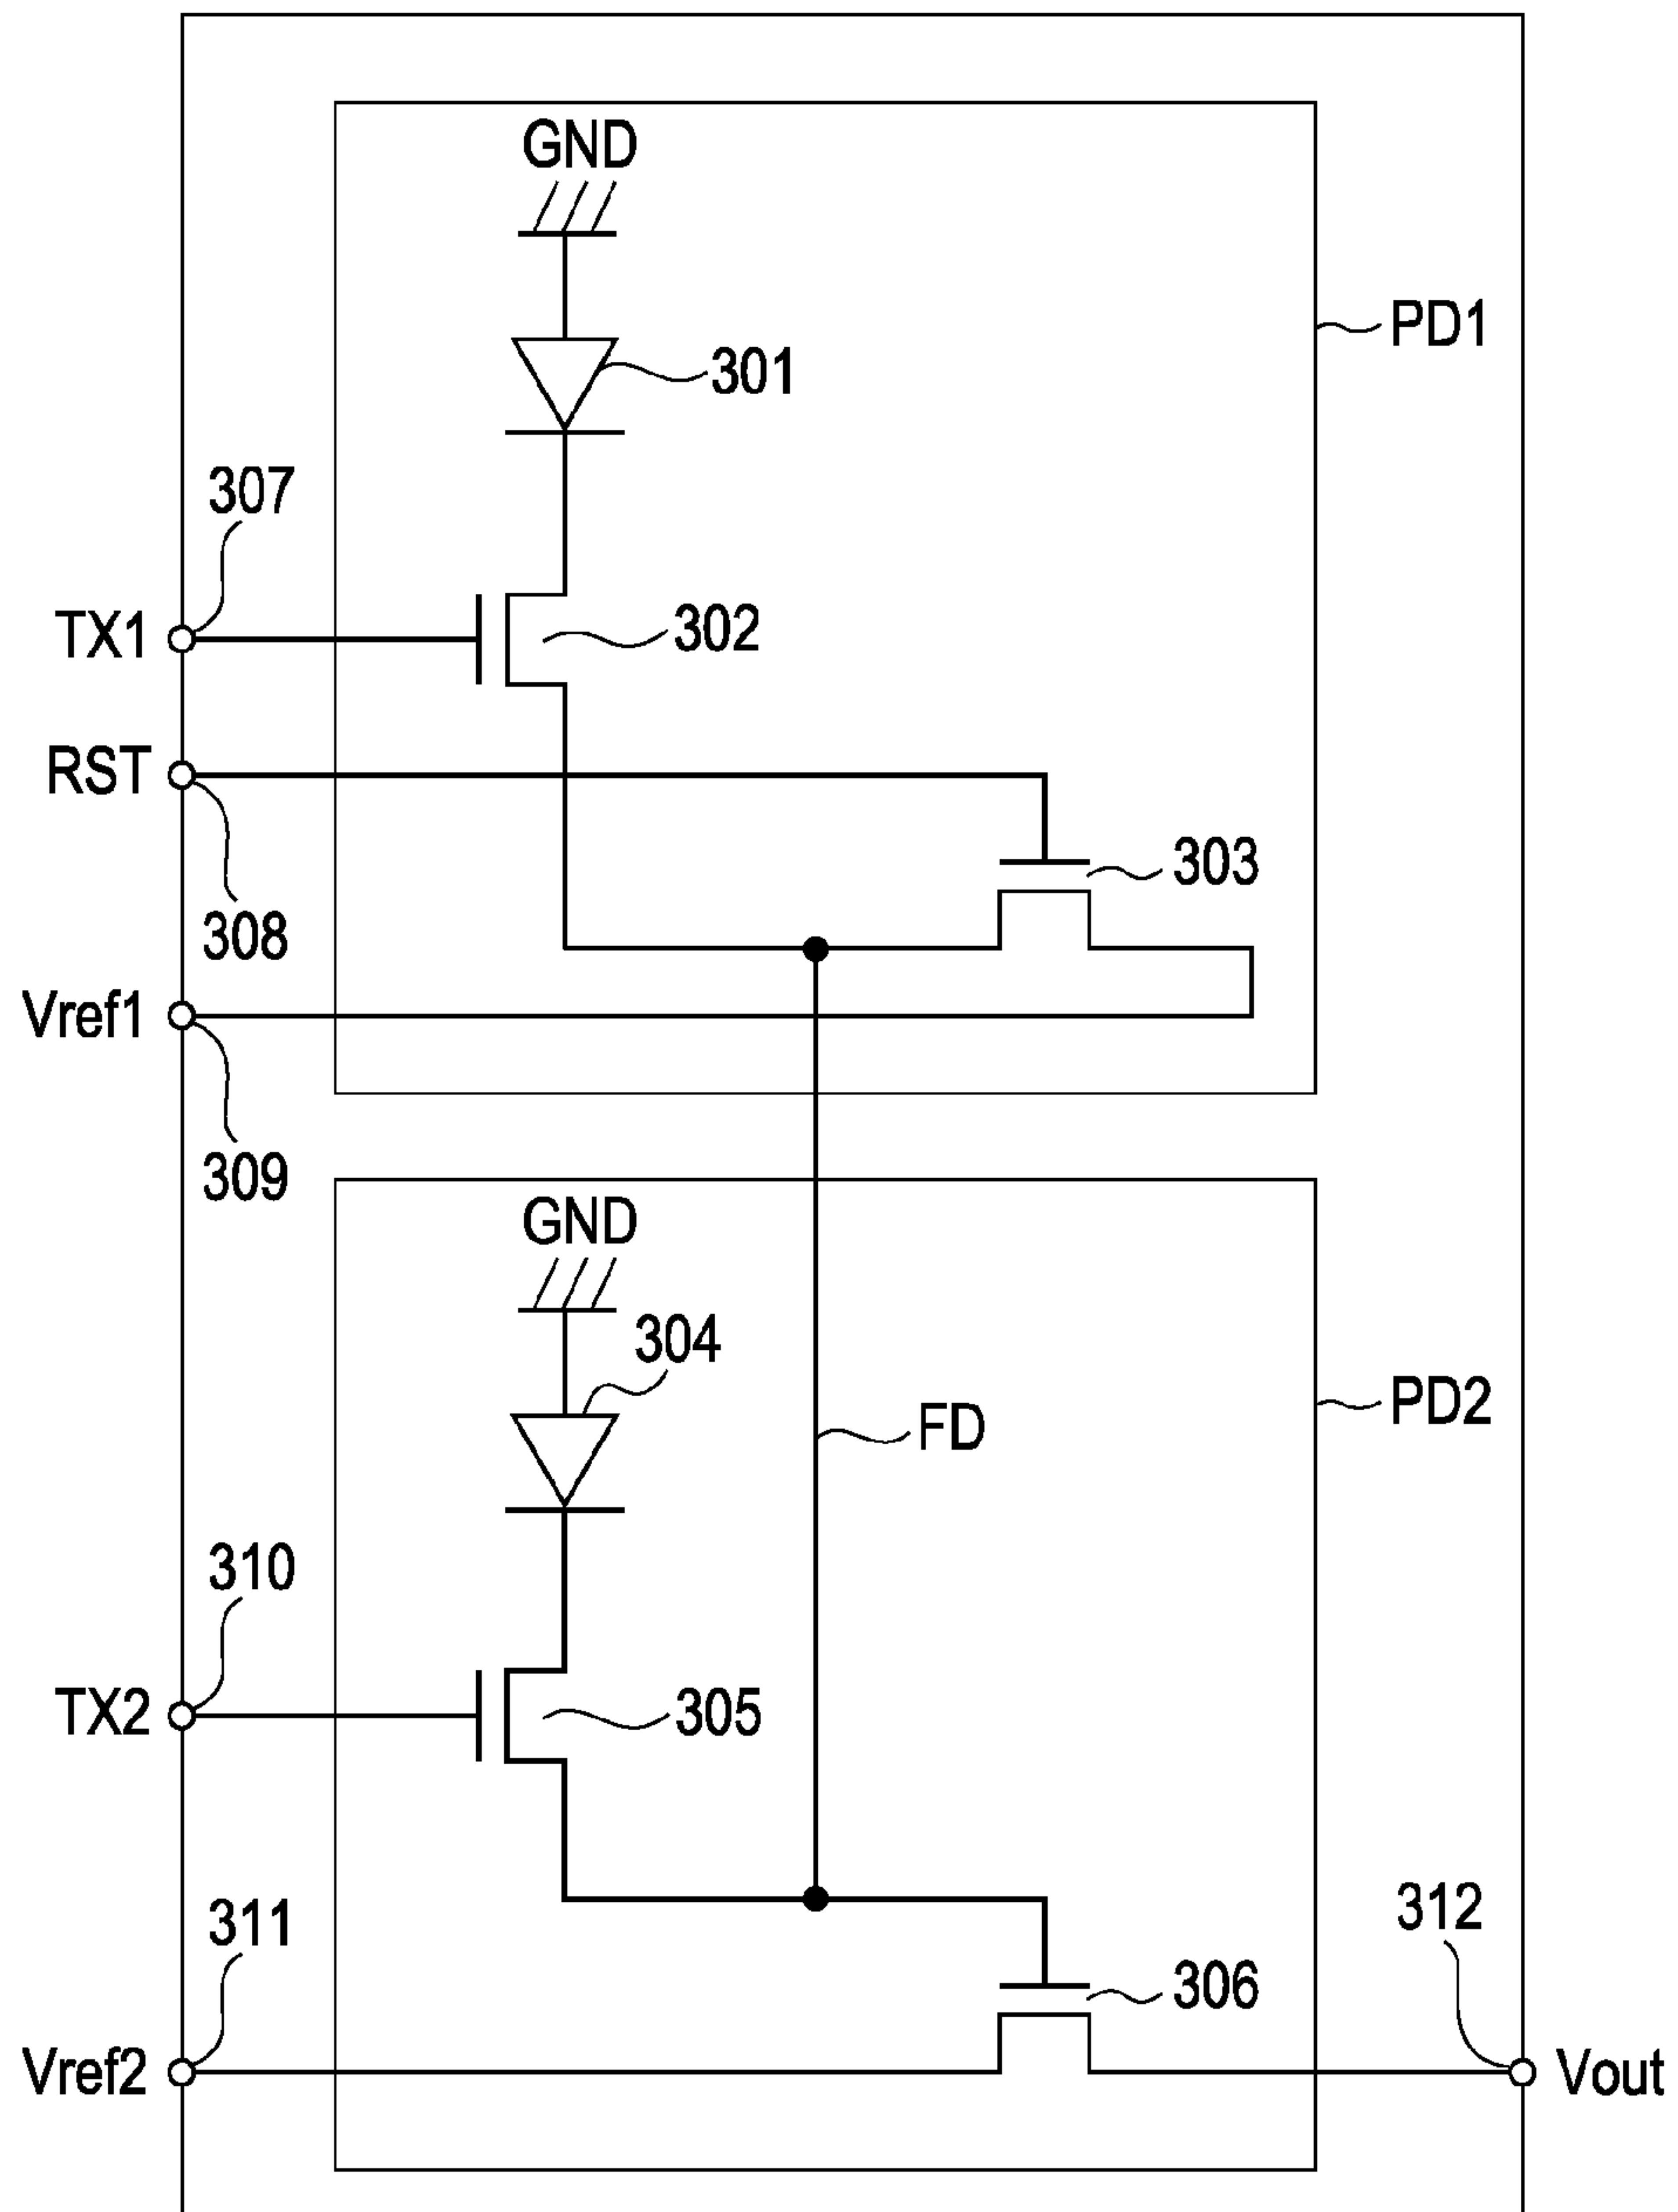 GND
PD1
301
307
TX1
302
RST
303
308
Vref1
309
GND
304
PD2
FD
310
TX2
305
311
312
306
Vref2
Vout